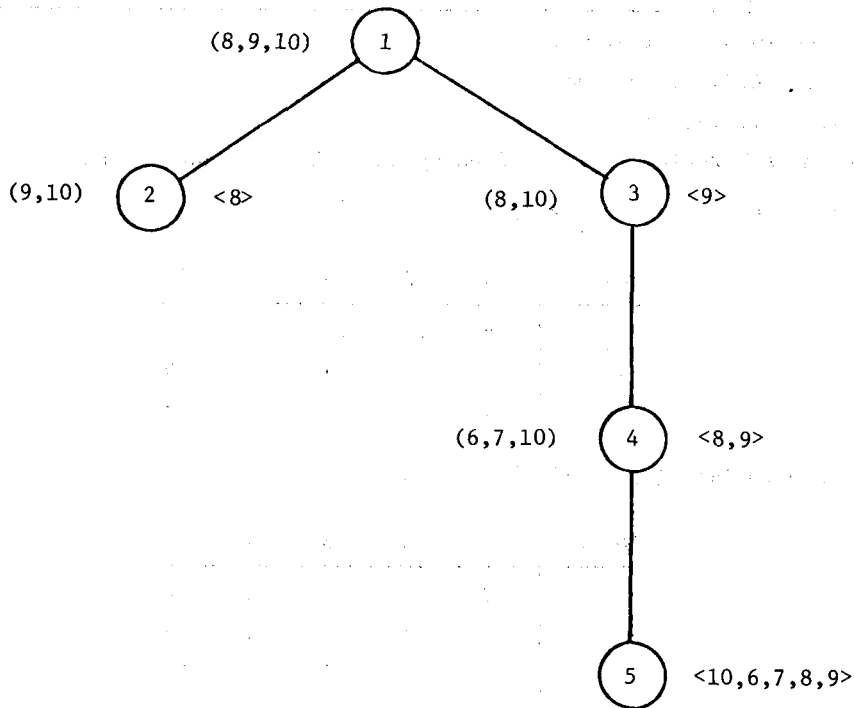 (8,9,10) 1
(9,10) 2 <8> (8,10) 3 <9>
(6,7,10) 4 <8,9>
5 <10,6,7,8,9>